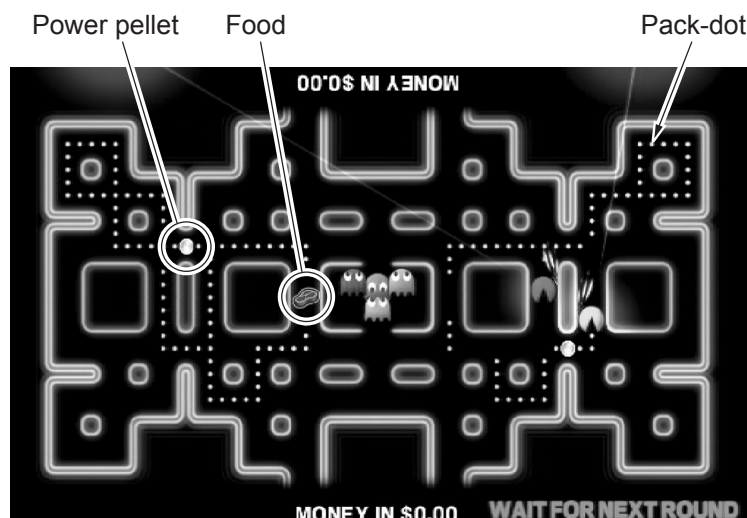 Power pellet Food Pack-dot
MONEY IN $0.00
MONEY IN $0.00 WAIT FOR NEXT ROUND